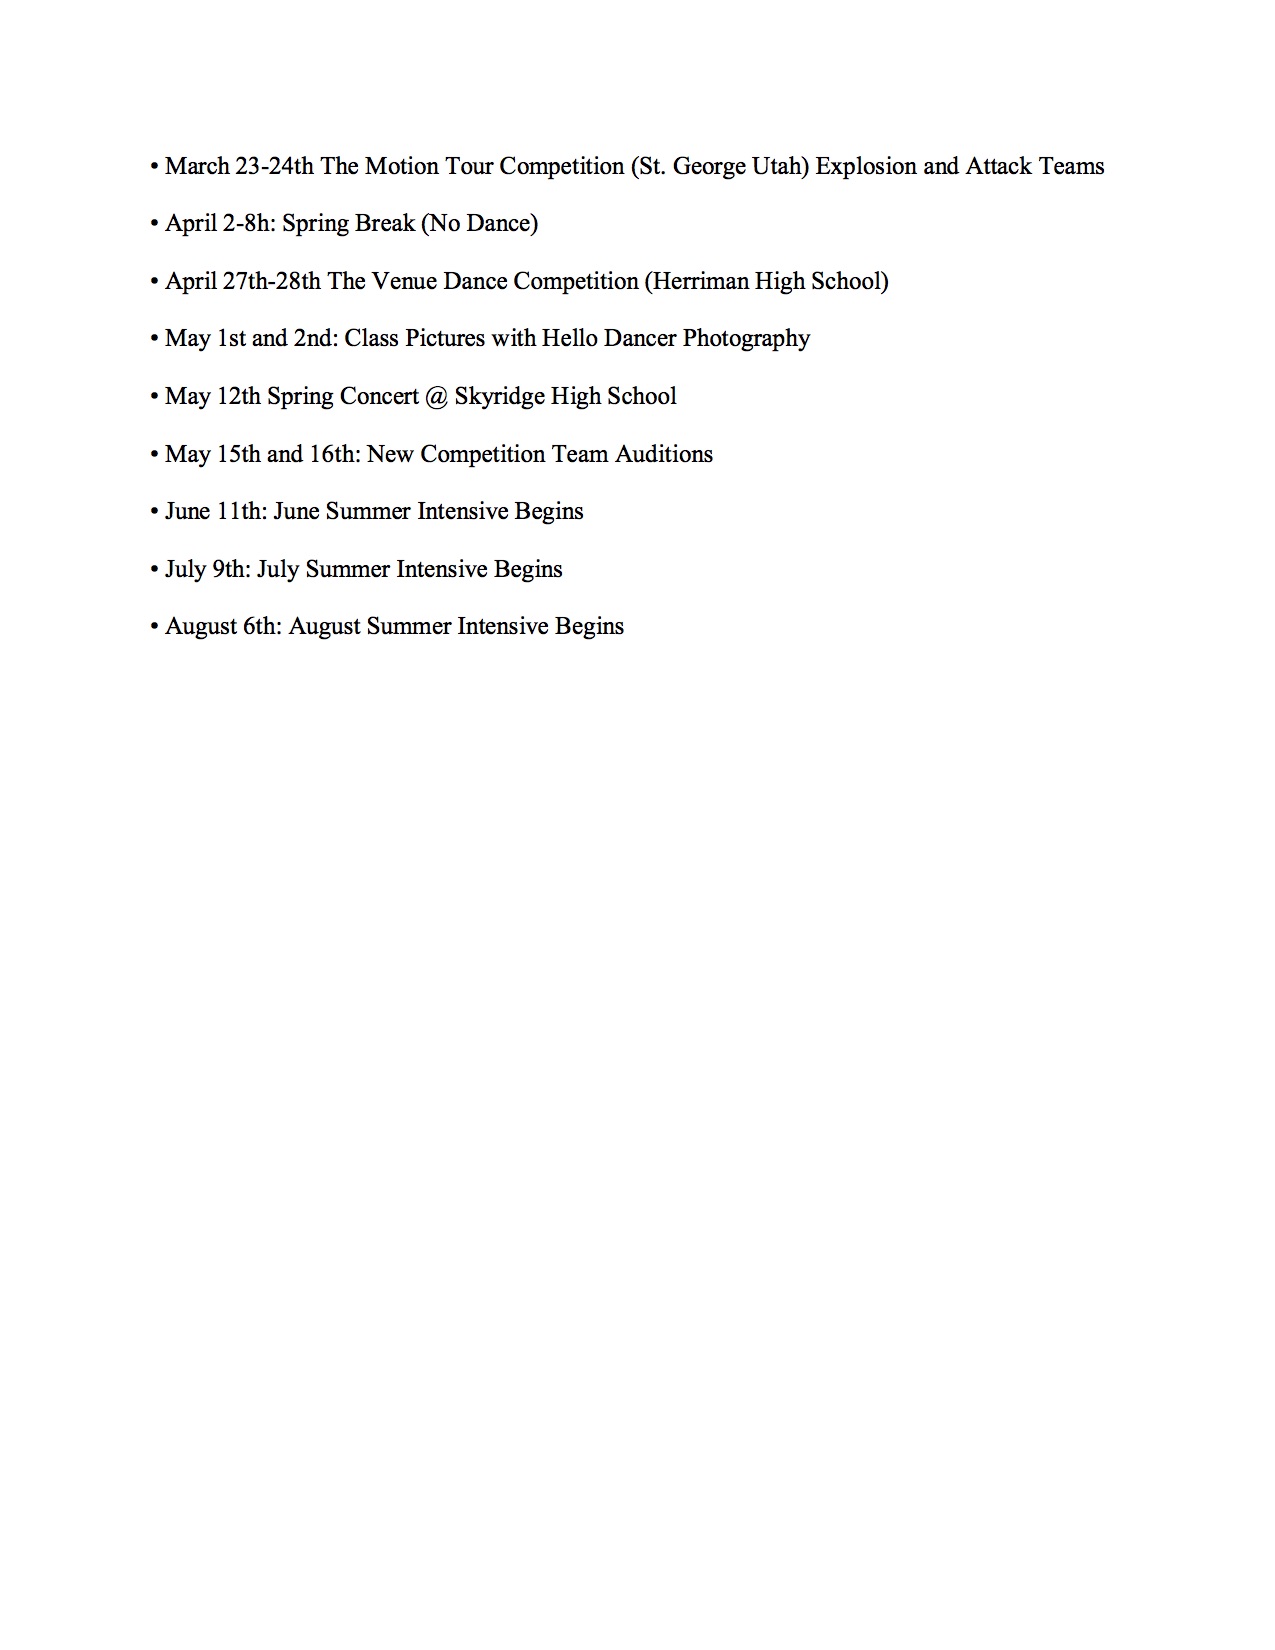 • March 23-24th The Motion Tour Competition (St. George Utah) Explosion and Attack Teams
• April 2-8h: Spring Break (No Dance)
• April 27th-28th The Venue Dance Competition (Herriman High School)
• May 1st and 2nd: Class Pictures with Hello Dancer Photography
• May 12th Spring Concert @ Skyridge High School
• May 15th and 16th: New Competition Team Auditions
• June 11th: June Summer Intensive Begins
• July 9th: July Summer Intensive Begins
• August 6th: August Summer Intensive Begins